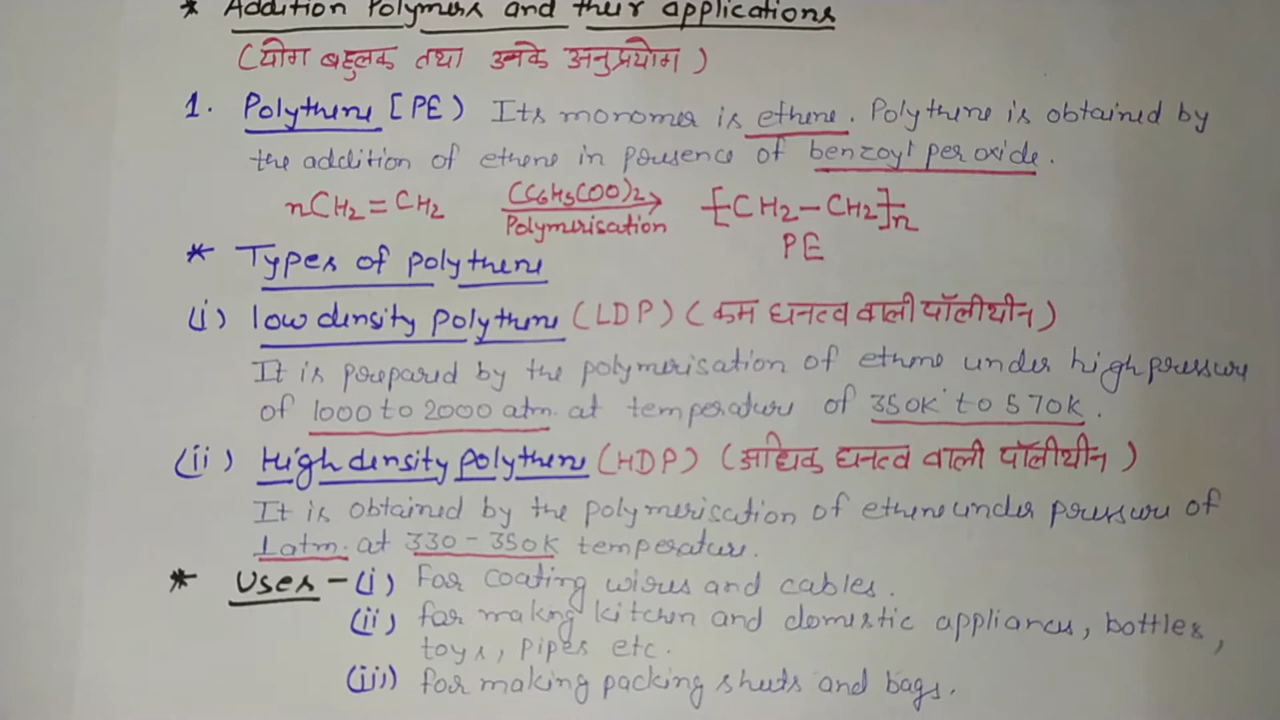 * Addition Polymers and their applications
(योग बहुलक तथा उनके अनुप्रयोग)
1. Polythene [PE) Its monomer is ethene. Polythene is obtained by
the addition of ethene in presence of benzoyl peroxide.
nCH2=CH2 (C6H5COO)2 Polymerisation → [CH2-CH2]n
PE
* Types of polythene
(i) low density polythene (LDP) (कम घनत्व वाली पॉलीथीन)
It is prepared by the polymerisation of ethene under high pressure
of 1000 to 2000 atm. at temperature of 350K to 570K.
(ii) High density polythene (HDP) (अधिक घनत्व वाली पॉलीथीन)
It is obtained by the polymerisation of ethene under pressure of
1atm. at 330-350K temperature.
* Uses - (i) For coating wires and cables.
(ii) for making kitchen and domestic appliances, bottles,
toys, pipes etc.
(iii) for making packing sheets and bags.